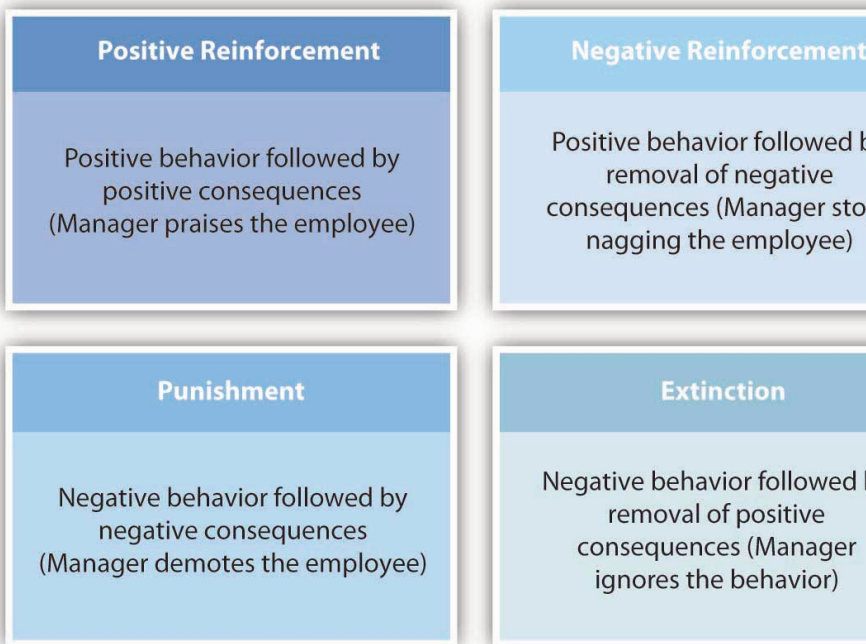 Positive Reinforcement
Positive behavior followed by
positive consequences
(Manager praises the employee)
Negative Reinforcement
Positive behavior followed
removal of negative
consequences (Manager
nagging the employee)
Punishment
Negative behavior followed by
negative consequences
(Manager demotes the employee)
Extinction
Negative behavior followed
removal of positive
consequences (Manager
ignores the behavior)